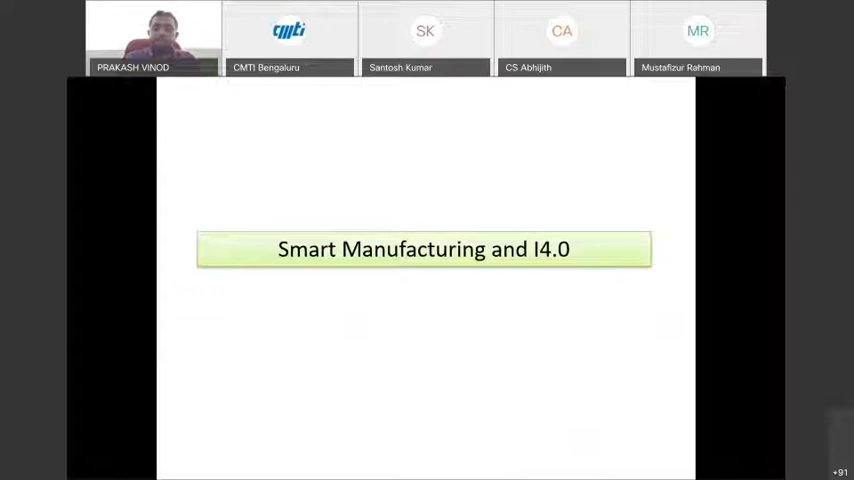 PRAKASH VINOD
cmti
CMTI Bengaluru
SK
Santosh Kumar
CA
CS Abhijith
MR
Mustafizur Rahman
Smart Manufacturing and I4.0
+91